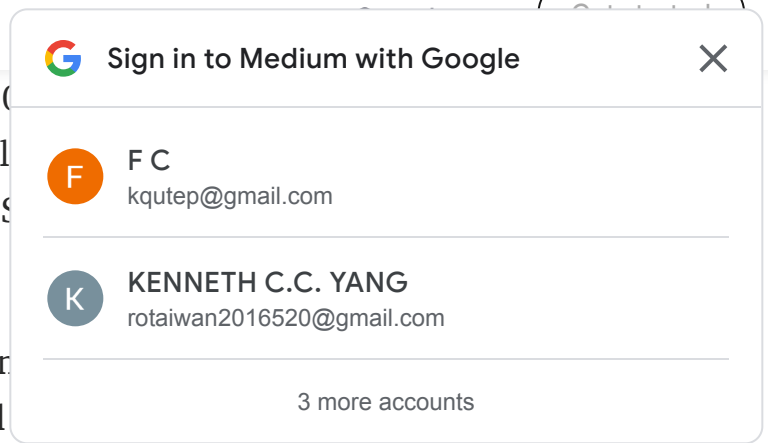 Sign in to Medium with Google
F
F C
kqutep@gmail.com
K
KENNETH C.C. YANG
rotaiwan2016520@gmail.com
3 more accounts